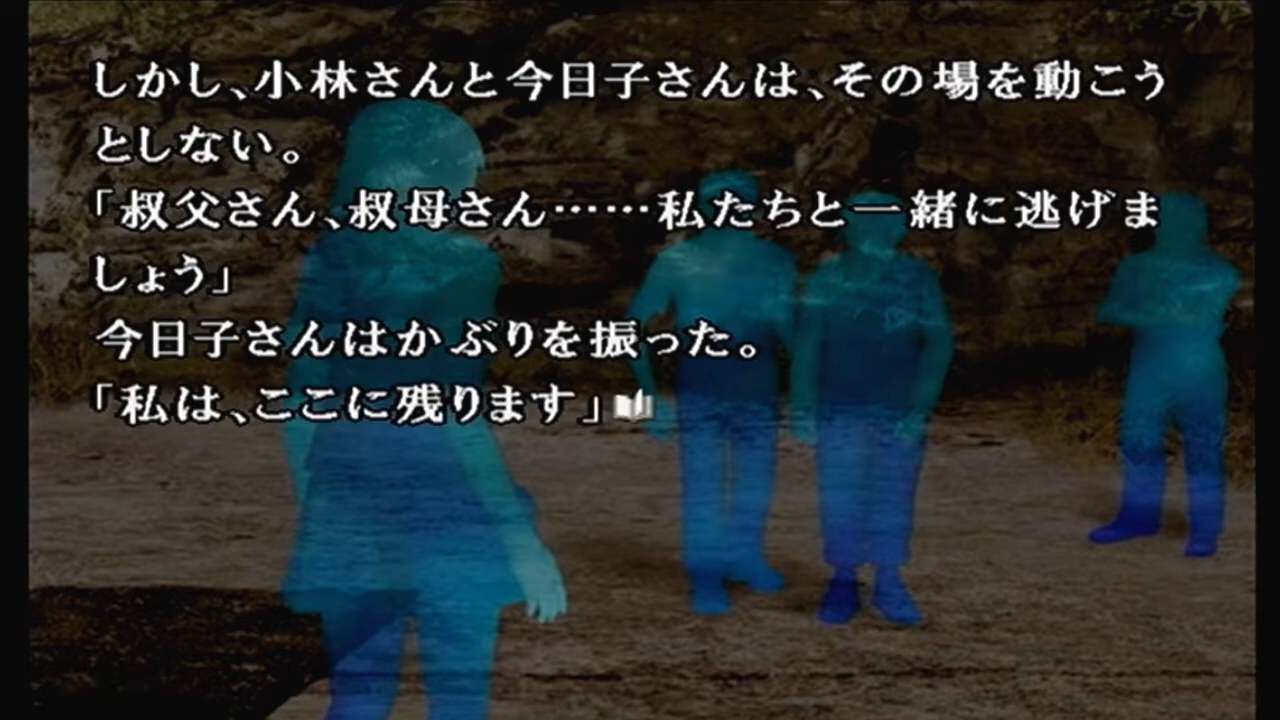 しかし、小林さんと今日子さんは、その場を動こう
としない。
「叔父さん、叔母さん……私たちと一緒に逃げま
しょう」
今日子さんはかぶりを振った。
「私は、ここに残ります」